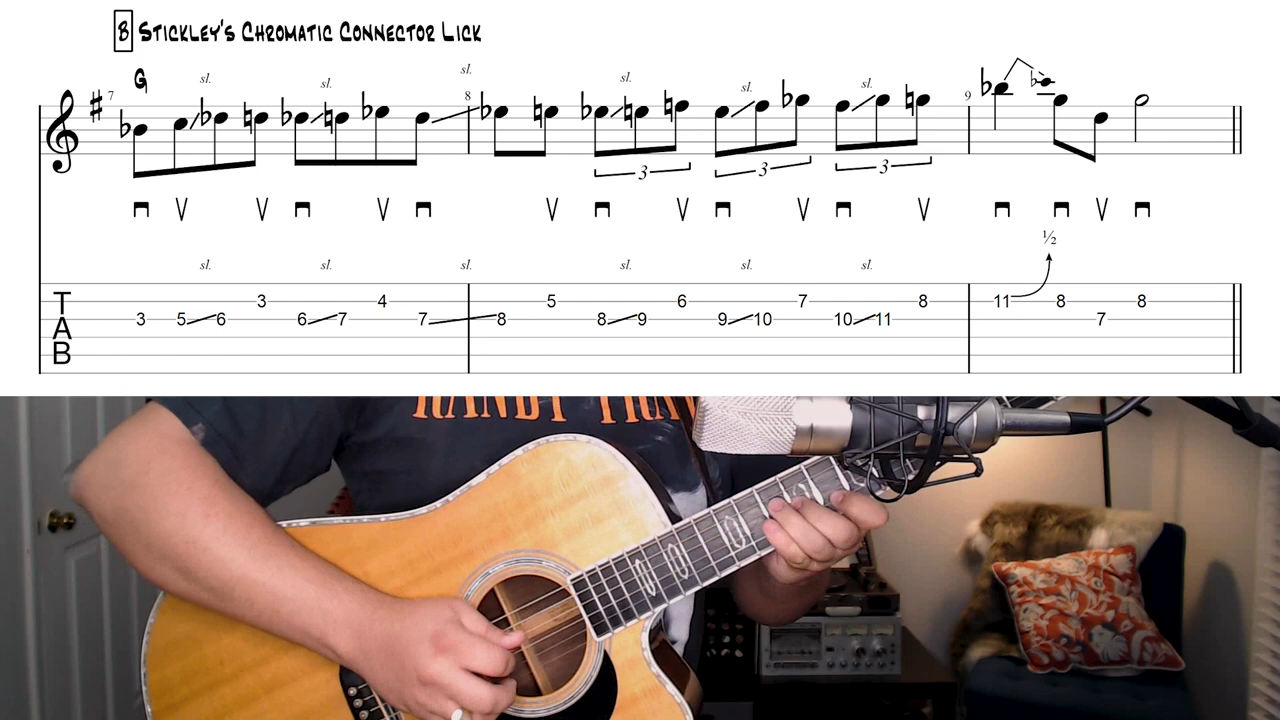 B STICKLEY'S CHROMATIC CONNECTOR LICK
G
sl. sl. sl. sl. sl. sl.
7 8 9
3 3 3
½
sl. sl. sl. sl. sl. sl.
T 3 4 5 6 7 8 11 8 8
A 3 5 6 6 7 7 8 8 9 9 10 10 11 7
B